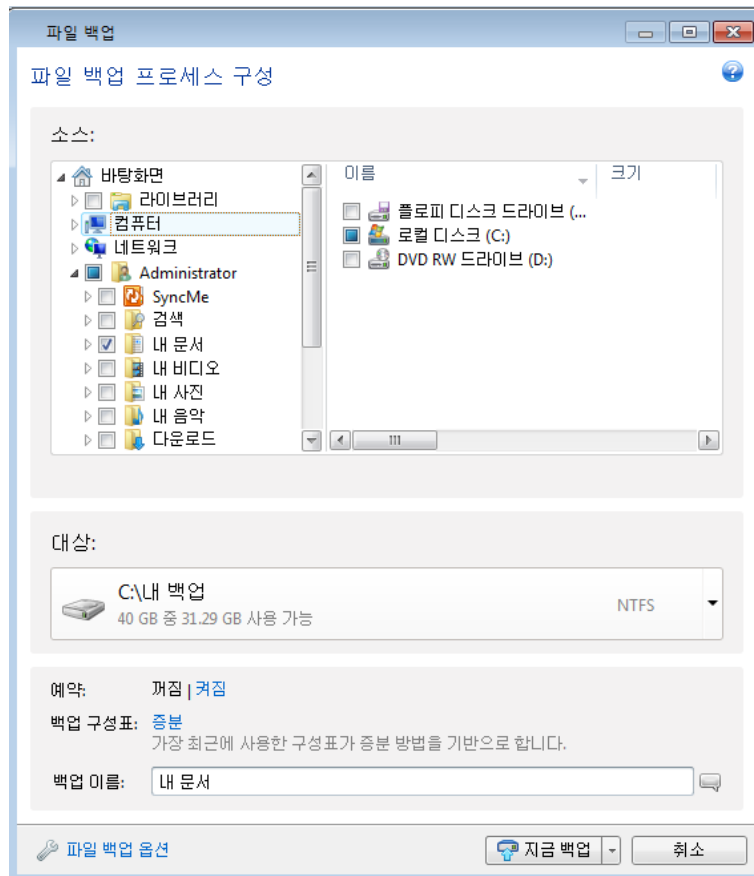 파일 백업
파일 백업 프로세스 구성
소스:
바탕화면
라이브러리
컴퓨터
네트워크
Administrator
SyncMe
검색
내 문서
내 비디오
내 사진
내 음악
다운로드
이름 크기
플로피 디스크 드라이브 (...
로컬 디스크 (C:)
DVD RW 드라이브 (D:)
대상:
C:\내 백업
40 GB 중 31.29 GB 사용 가능
NTFS
예약: 꺼짐 | 켜짐
백업 구성표: 증분
가장 최근에 사용한 구성표가 증분 방법을 기반으로 합니다.
백업 이름: 내 문서
파일 백업 옵션
지금 백업
취소